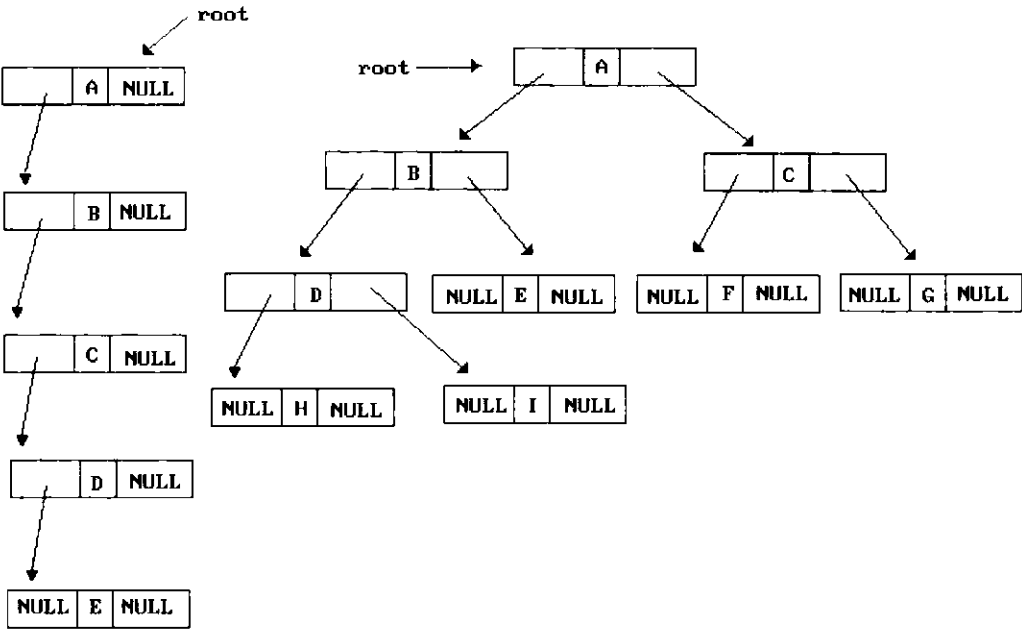 root
A NULL
B NULL
C NULL
D NULL
NULL E NULL
root
A
B
C
D
NULL E NULL
NULL F NULL
NULL G NULL
NULL H NULL
NULL I NULL